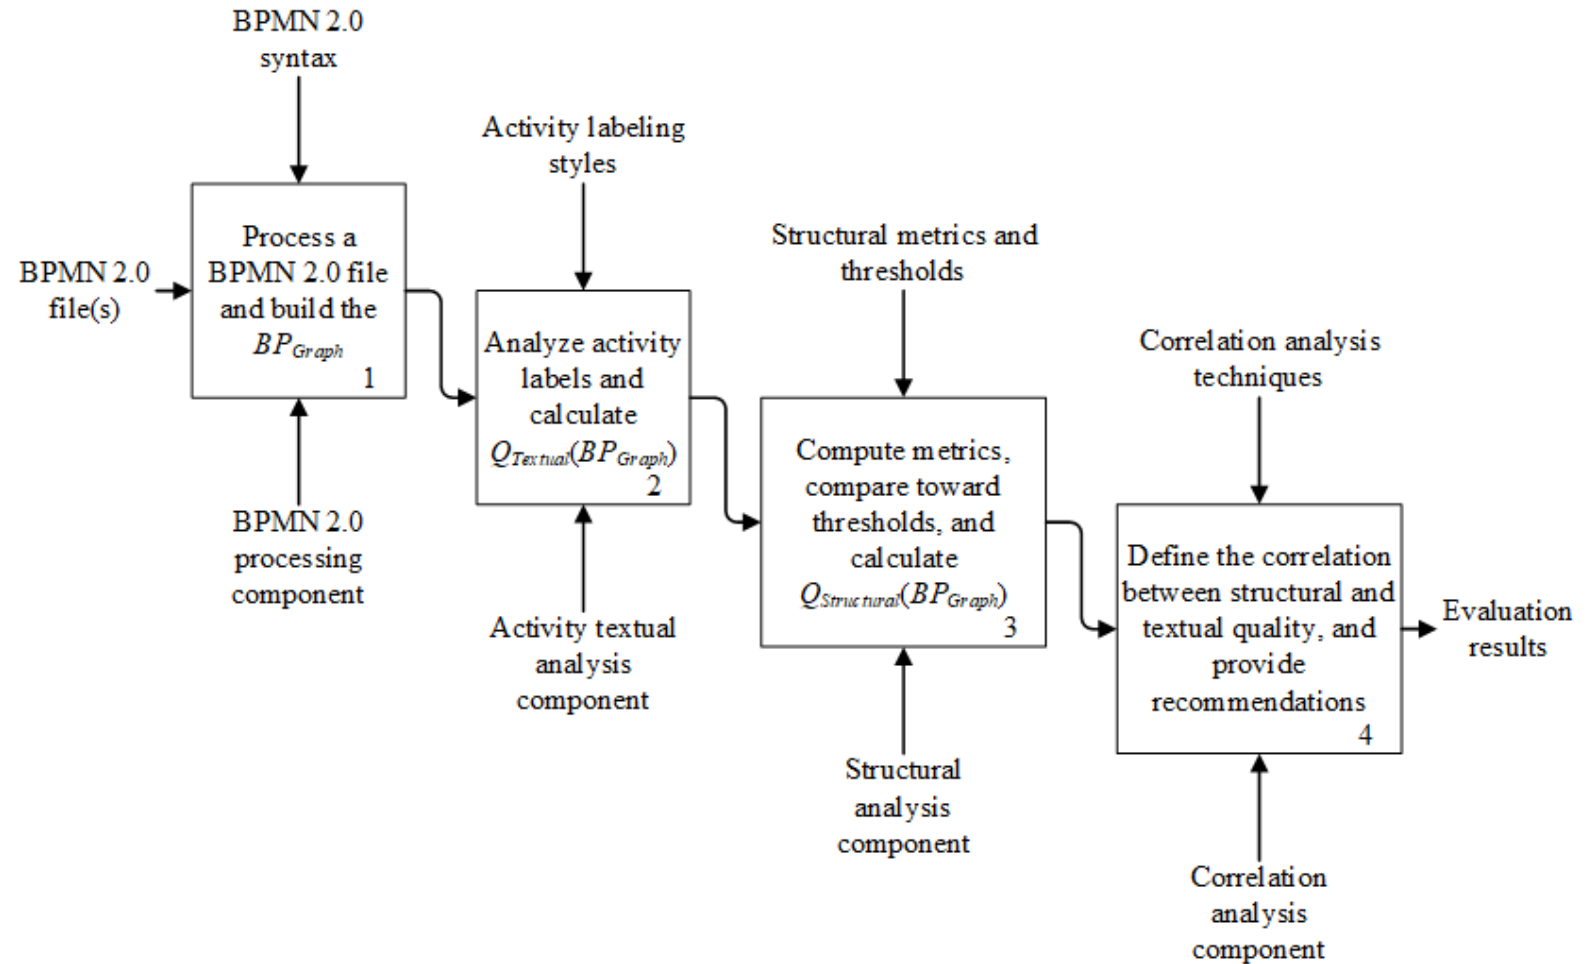 BPMN 2.0
syntax
Activity labeling
styles
Structural metrics and
thresholds
Correlation analysis
techniques
BPMN 2.0
file(s)
Process a
BPMN 2.0 file
and build the
BPGraph
1
Analyze activity
labels and
calculate
QTextual(BPGraph)
2
Compute metrics,
compare toward
thresholds, and
calculate
QStructural(BPGraph)
3
Define the correlation
between structural and
textual quality, and
provide
recommendations
4
Evaluation
results
BPMN 2.0
processing
component
Activity textual
analysis
component
Structural
analysis
component
Correlation
analysis
component